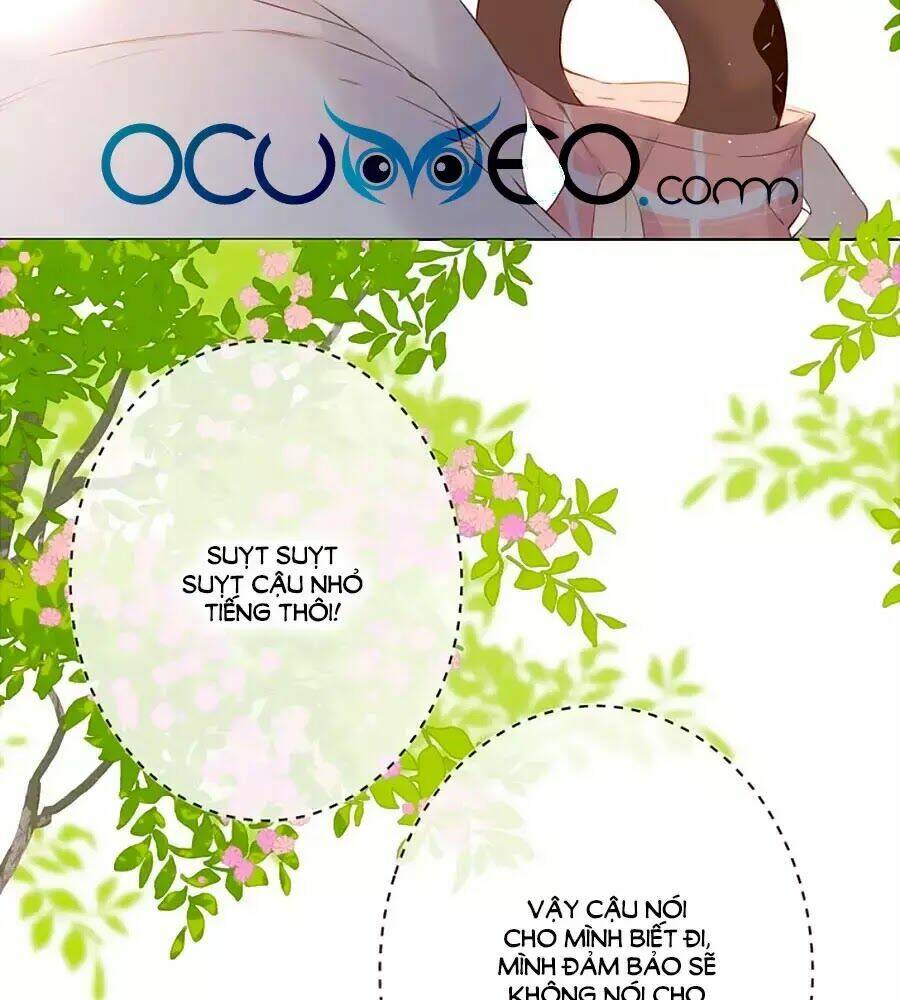 OCUMEO.com
SUỴT SUỴT
SUỴT CẬU NHỎ
TIẾNG THÔI!
VẬY CẬU NÓI
CHO MÌNH BIẾT ĐI,
MÌNH ĐẢM BẢO SẼ
KHÔNG NÓI CHO